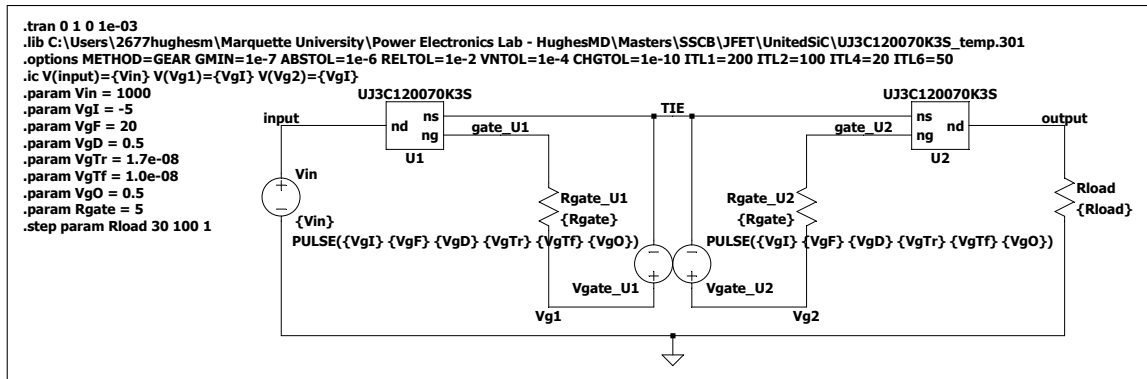 .tran 0 1 0 1e-03
.lib C:\Users\2677hughesm\Marquette University\Power Electronics Lab - HughesMD\Masters\SSCB\JFET\UnitedSiC\UJ3C120070K3S_temp.301
.options METHOD=GEAR GMIN=1e-7 ABSTOL=1e-6 RELTOL=1e-2 VNTOL=1e-4 CHGTOL=1e-10 ITL1=200 ITL2=100 ITL4=20 ITL6=50
.ic V(input)={Vin} V(Vg1)={VgI} V(Vg2)={VgI}
.param Vin = 1000
.param VgI = -5
.param VgF = 20
.param VgD = 0.5
.param VgTr = 1.7e-08
.param VgTf = 1.0e-08
.param VgO = 0.5
.param Rgate = 5
.step param Rload 30 100 1
input
Vin
{Vin}
UJ3C120070K3S
nd
ns
ng
U1
gate_U1
Rgate_U1
{Rgate}
PULSE({VgI} {VgF} {VgD} {VgTr} {VgTf} {VgO})
Vgate_U1
Vg1
TIE
UJ3C120070K3S
ns
ng
nd
U2
gate_U2
Rgate_U2
{Rgate}
PULSE({VgI} {VgF} {VgD} {VgTr} {VgTf} {VgO})
Vgate_U2
Vg2
output
Rload
{Rload}